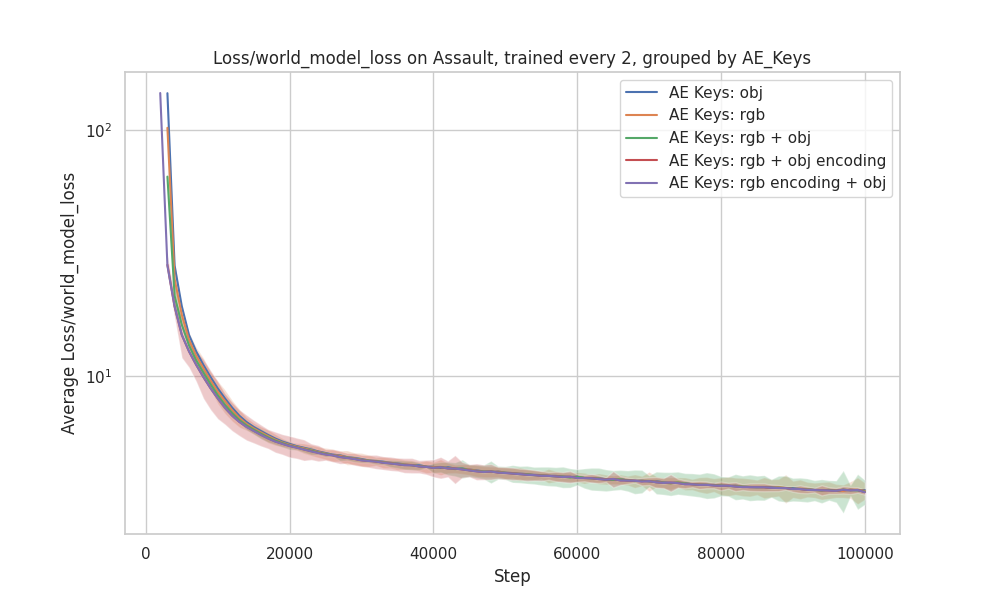 Loss/world_model_loss on Assault, trained every 2, grouped by AE_Keys
AE Keys: obj
AE Keys: rgb
AE Keys: rgb + obj
AE Keys: rgb + obj encoding
AE Keys: rgb encoding + obj
Average Loss/world_model_loss
10²
10¹
0 20000 40000 60000 80000 100000
Step